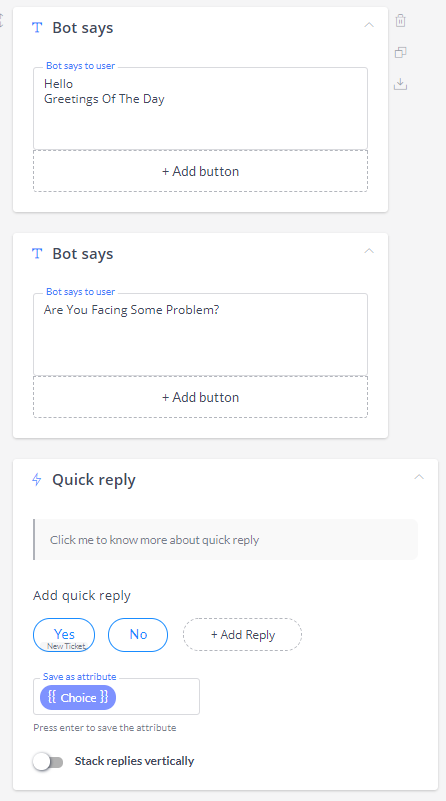 Bot says
Bot says to user
Hello
Greetings Of The Day
+ Add button
Bot says
Bot says to user
Are You Facing Some Problem?
+ Add button
Quick reply
Click me to know more about quick reply
Add quick reply
Yes No + Add Reply
New Ticket
Save as attribute
{{ Choice }}
Press enter to save the attribute
Stack replies vertically